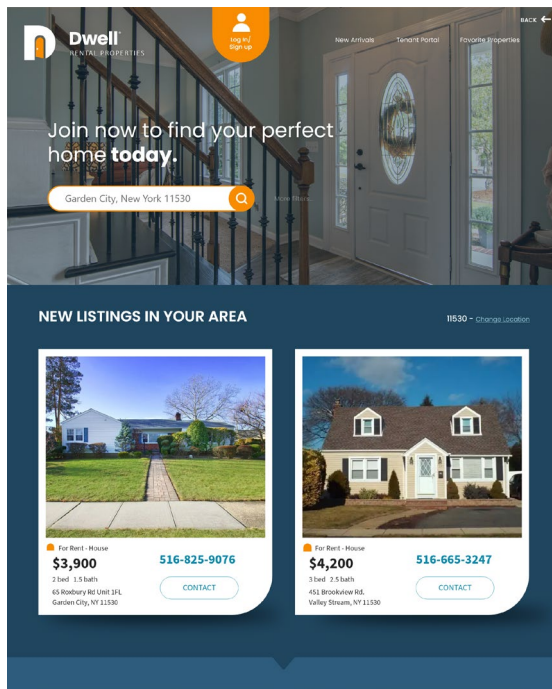 BACK
Dwell
RENTAL PROPERTIES
Log in/
Sign up
New Arrivals
Tenant Portal
Favorite Properties
Join now to find your perfect
home today.
Garden City, New York 11530
More filters...
NEW LISTINGS IN YOUR AREA
11530 - Change Location
For Rent - House
$3,900
2 bed 1.5 bath
65 Roxbury Rd Unit 1FL
Garden City, NY 11530
516-825-9076
CONTACT
For Rent - House
$4,200
3 bed 2.5 bath
451 Brookview Rd.
Valley Stream, NY 11530
516-665-3247
CONTACT